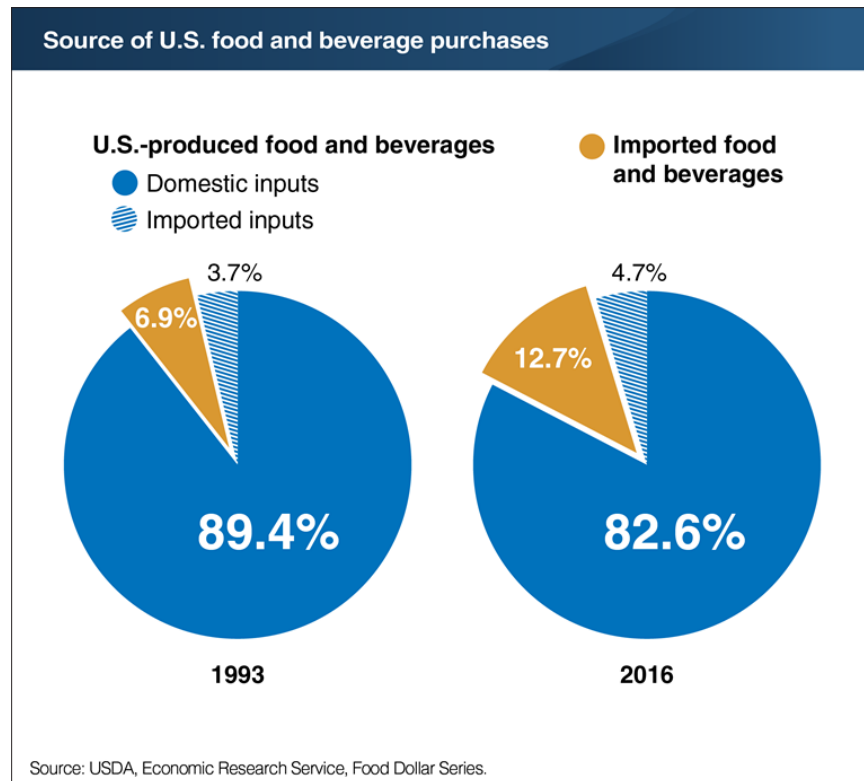 Source of U.S. food and beverage purchases
U.S.-produced food and beverages
Domestic inputs
Imported inputs
Imported food
and beverages
3.7%
6.9%
89.4%
1993
4.7%
12.7%
82.6%
2016
Source: USDA, Economic Research Service, Food Dollar Series.